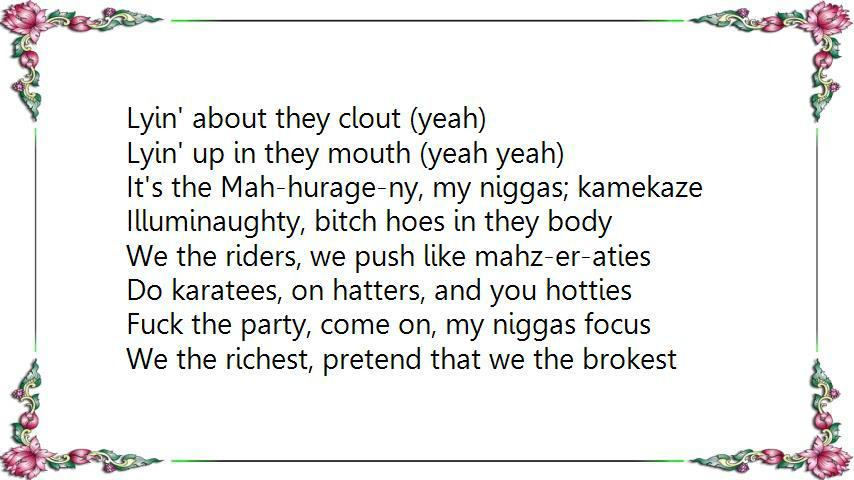 Lyin' about they clout (yeah)
Lyin' up in they mouth (yeah yeah)
It's the Mah-hurage-ny, my niggas; kamekaze
Illuminaughty, bitch hoes in they body
We the riders, we push like mahz-er-aties
Do karatees, on hatters, and you hotties
Fuck the party, come on, my niggas focus
We the richest, pretend that we the brokest